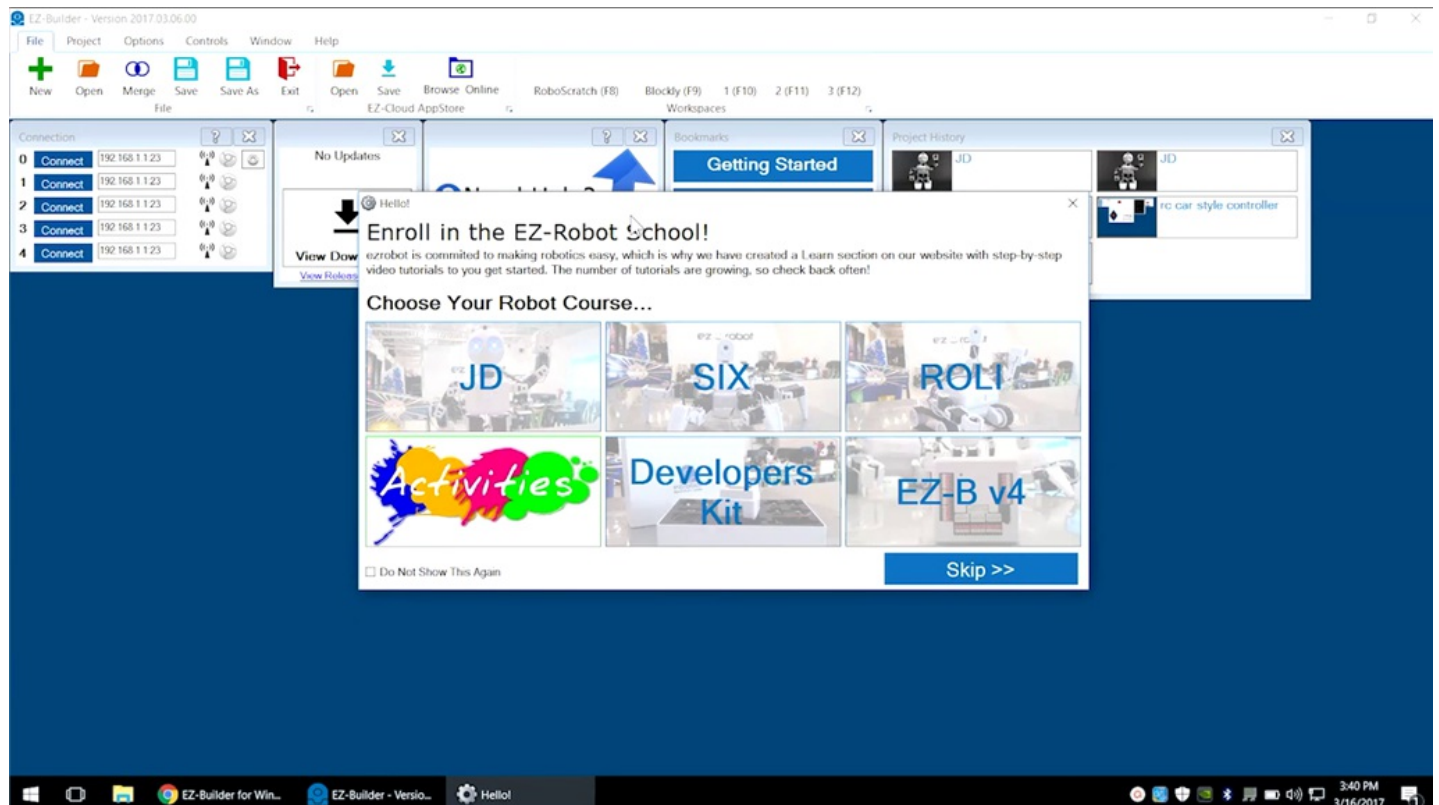 EZ-Builder - Version 2017.03.06.00
File Project Options Controls Window Help
New Open Merge Save Save As Exit Open Save Browse Online RoboScratch (F8) Blockly (F9) 1 (F10) 2 (F11) 3 (F12)
File EZ-Cloud AppStore Workspaces
Connection ? Bookmarks Project History
0 Connect 192.168.1.1:23
1 Connect 192.168.1.1:23
2 Connect 192.168.1.1:23
3 Connect 192.168.1.1:23
4 Connect 192.168.1.1:23
No Updates
View Dow
?
Getting Started
JD
JD
rc car style controller
Hello!
Enroll in the EZ-Robot School!
ezrobot is commited to making robotics easy, which is why we have created a Learn section on our website with step-by-step
video tutorials to you get started. The number of tutorials are growing, so check back often!
Choose Your Robot Course...
JD
SIX
ROLI
Activities
Developers
Kit
EZ-B v4
Do Not Show This Again
Skip >>
EZ-Builder for Win... EZ-Builder - Versio... Hello!
3:40 PM
3/16/2017